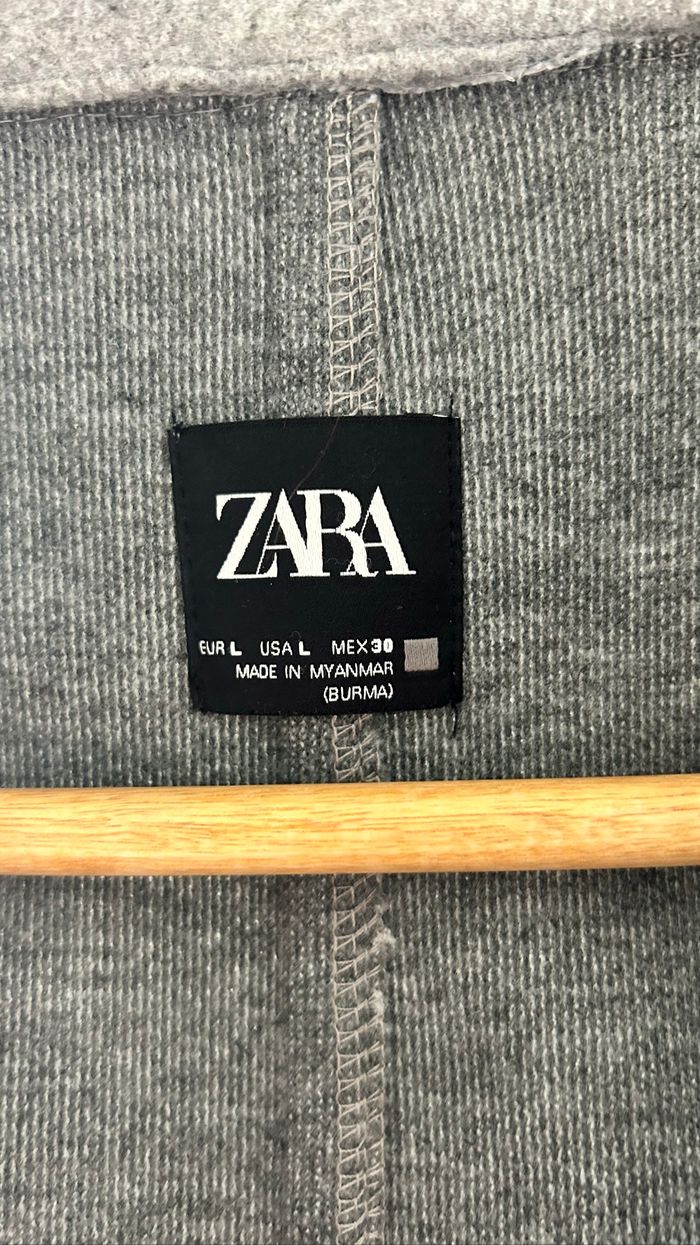 ZARA
EUR L USA L MEX 30
MADE IN MYANMAR
(BURMA)